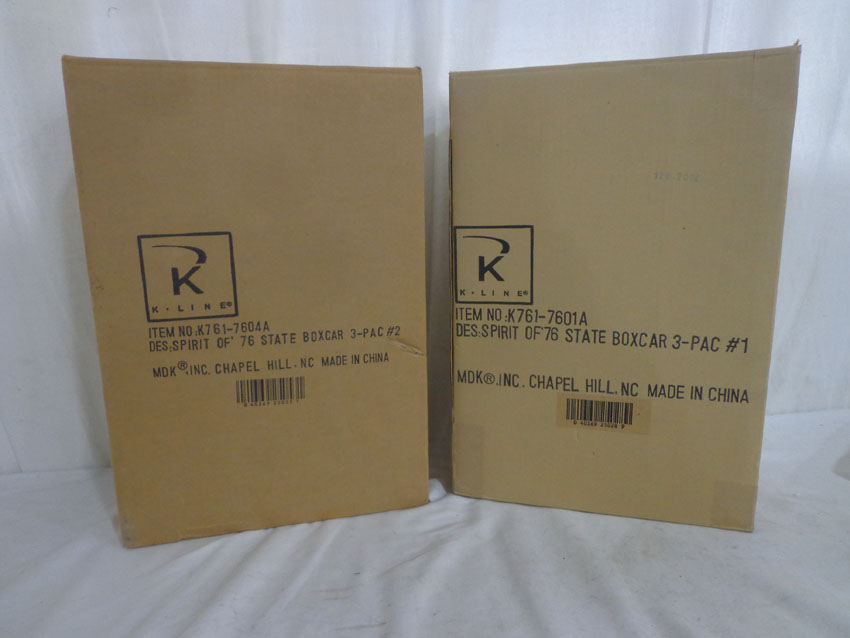 K
K·LINE®
ITEM NO:K761-7604A
DES:SPIRIT OF' 76 STATE BOXCAR 3-PAC #2
MDK®.INC. CHAPEL HILL, NC MADE IN CHINA
K
K·LINE®
ITEM NO:K761-7601A
DES:SPIRIT OF'76 STATE BOXCAR 3-PAC #1
MDK®.INC. CHAPEL HILL, NC MADE IN CHINA